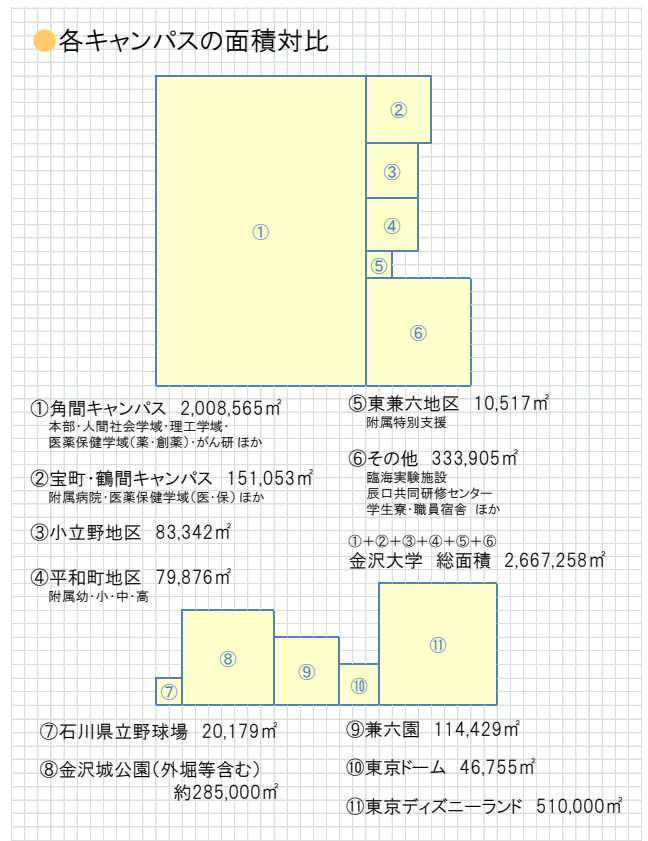 各キャンパスの面積対比
①
②
③
④
⑤
⑥
①角間キャンパス 2,008,565㎡
本部・人間社会学域・理工学域・
医薬保健学域(薬・創薬)・がん研 ほか
②宝町・鶴間キャンパス 151,053㎡
附属病院・医薬保健学域(医・保) ほか
③小立野地区 83,342㎡
④平和町地区 79,876㎡
附属幼・小・中・高
⑤東兼六地区 10,517㎡
附属特別支援
⑥その他 333,905㎡
臨海実験施設
辰口共同研修センター
学生寮・職員宿舎 ほか
①+②+③+④+⑤+⑥
金沢大学 総面積 2,667,258㎡
⑦
⑧
⑨
⑩
⑪
⑦石川県立野球場 20,179㎡
⑧金沢城公園(外堀等含む)
約285,000㎡
⑨兼六園 114,429㎡
⑩東京ドーム 46,755㎡
⑪東京ディズニーランド 510,000㎡